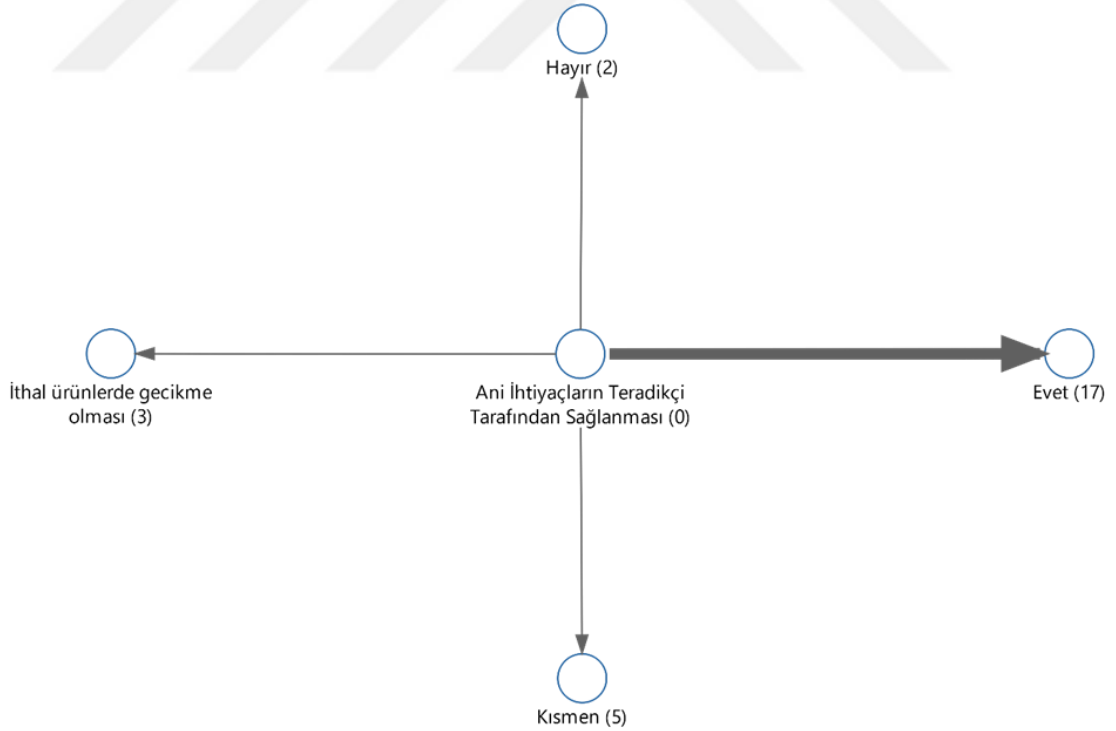 Hayır (2)
İthal ürünlerde gecikme
olması (3)
Ani İhtiyaçların Teradikçi
Tarafından Sağlanması (0)
Evet (17)
Kısmen (5)